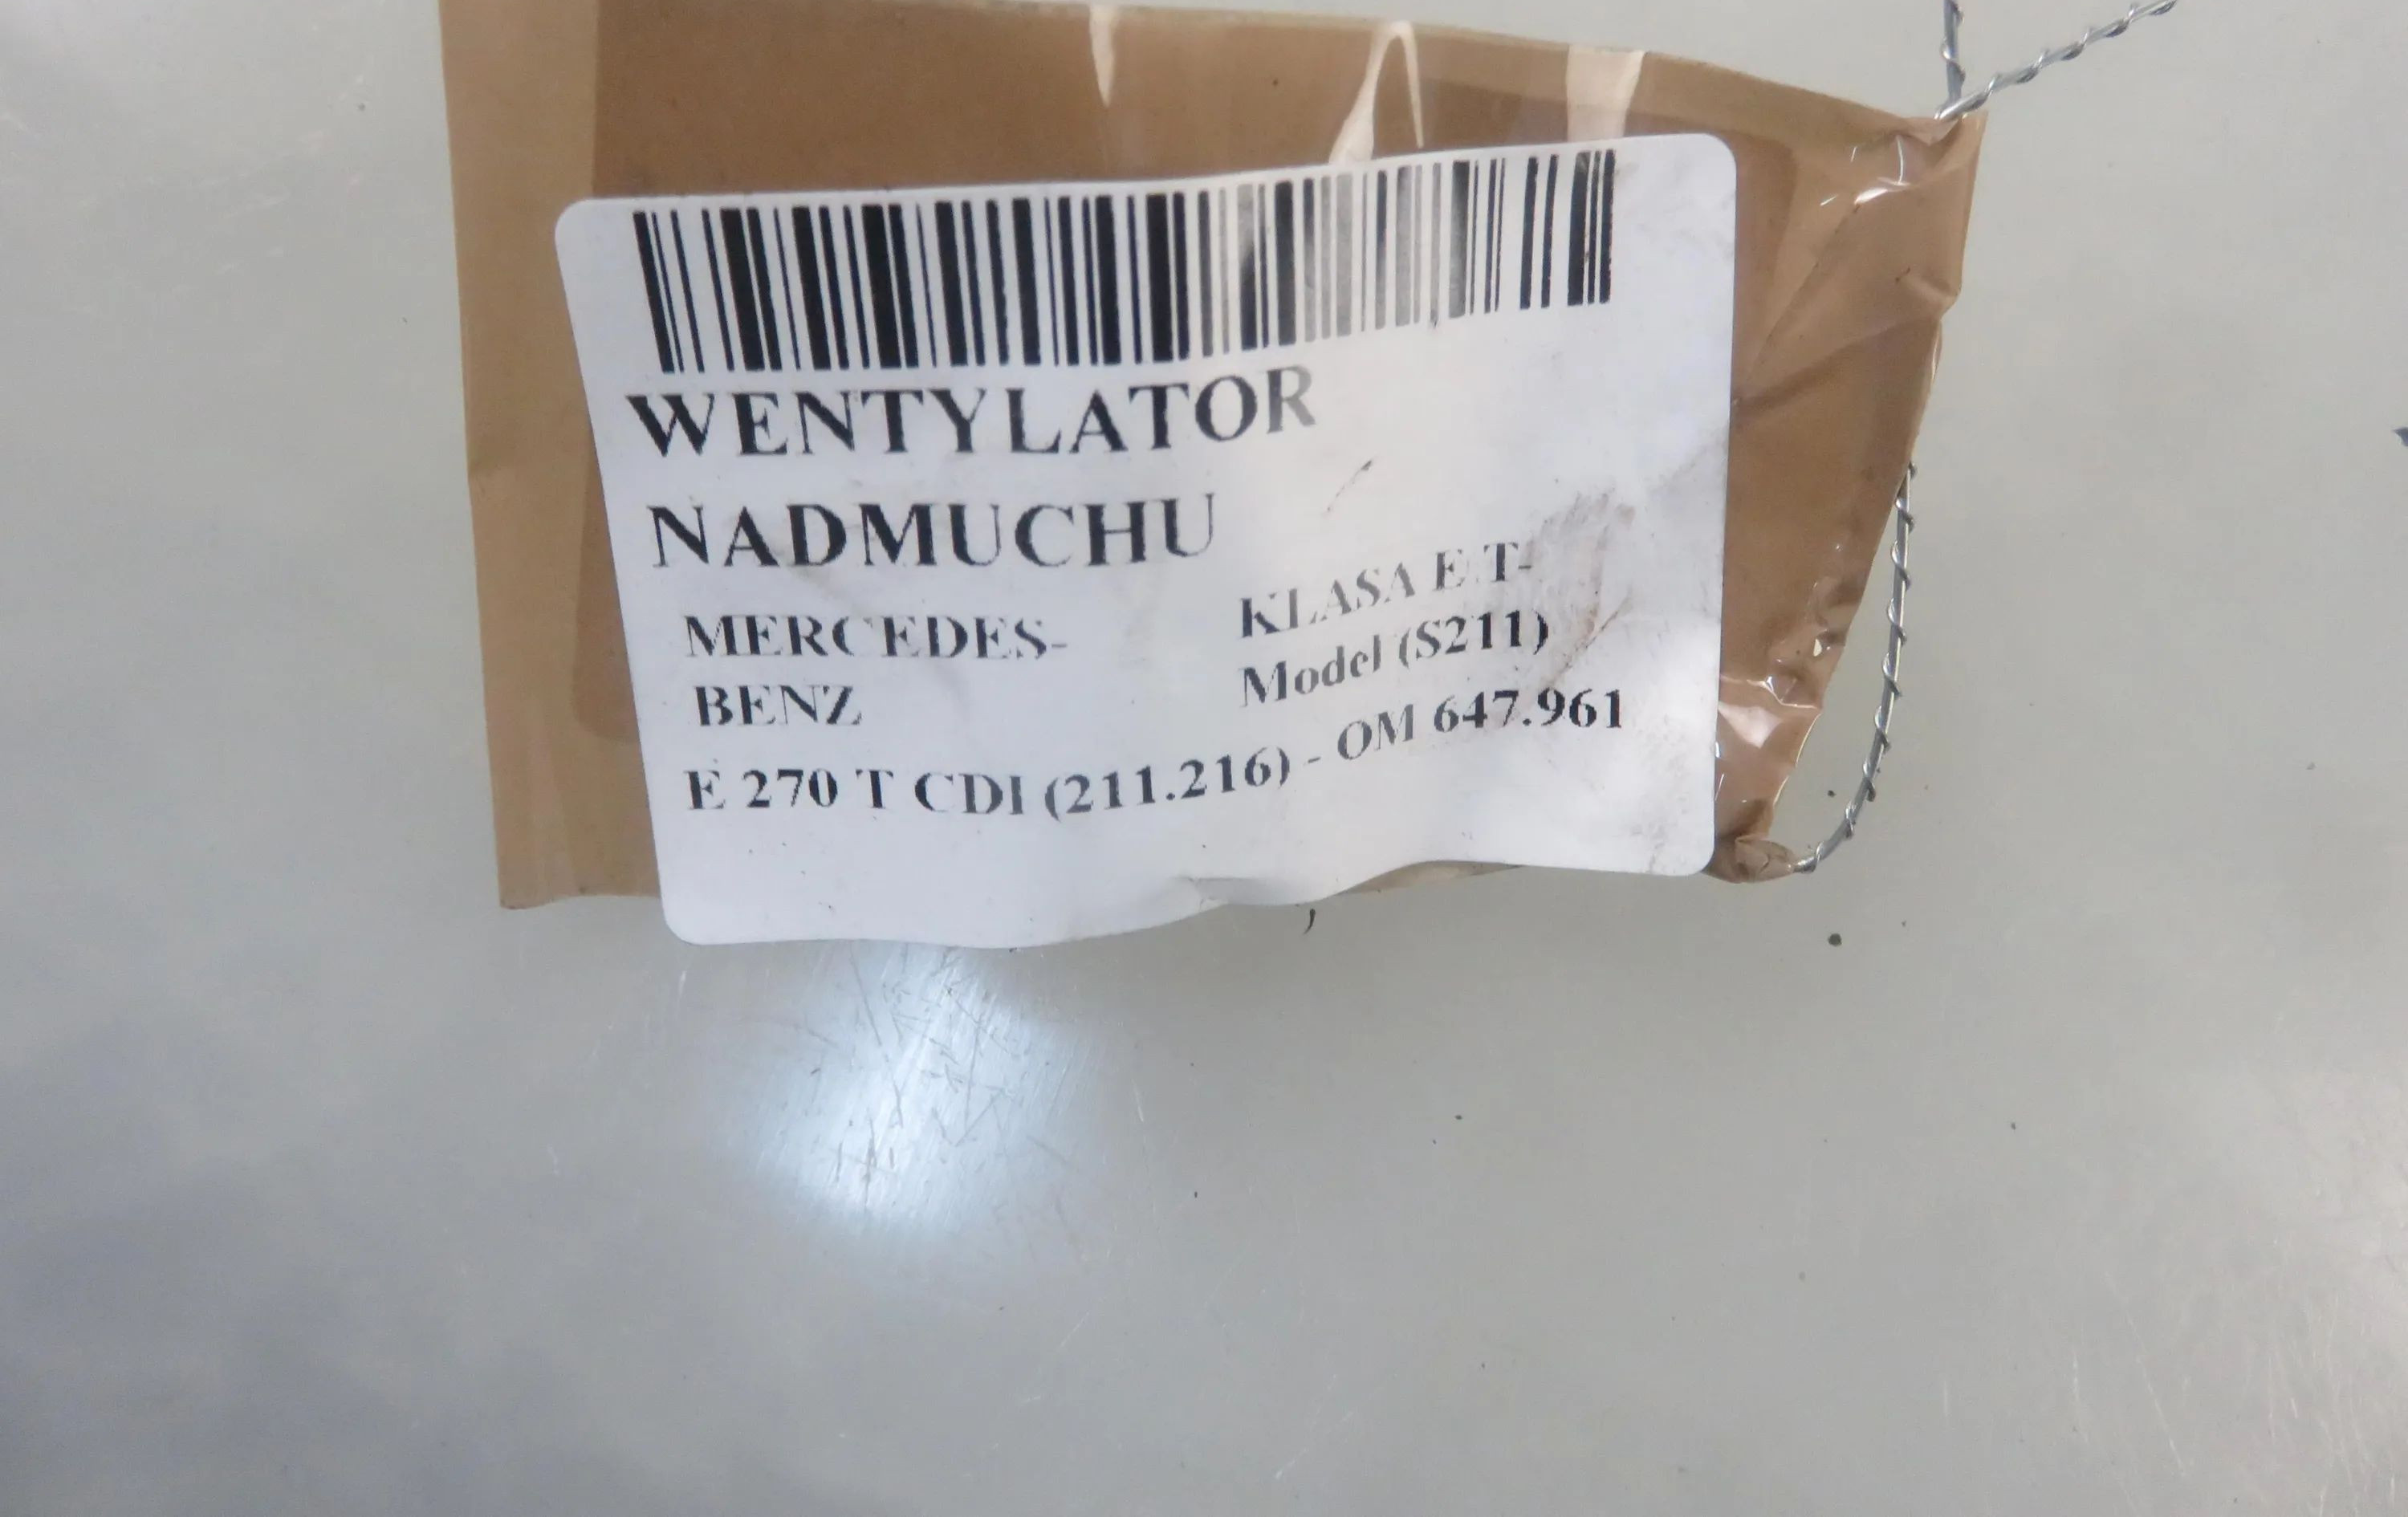 WENTYLATOR
NADMUCHU
MERCEDES-
BENZ
KLASA E T-
Model (S211)
E 270 T CDI (211.216) - OM 647.961